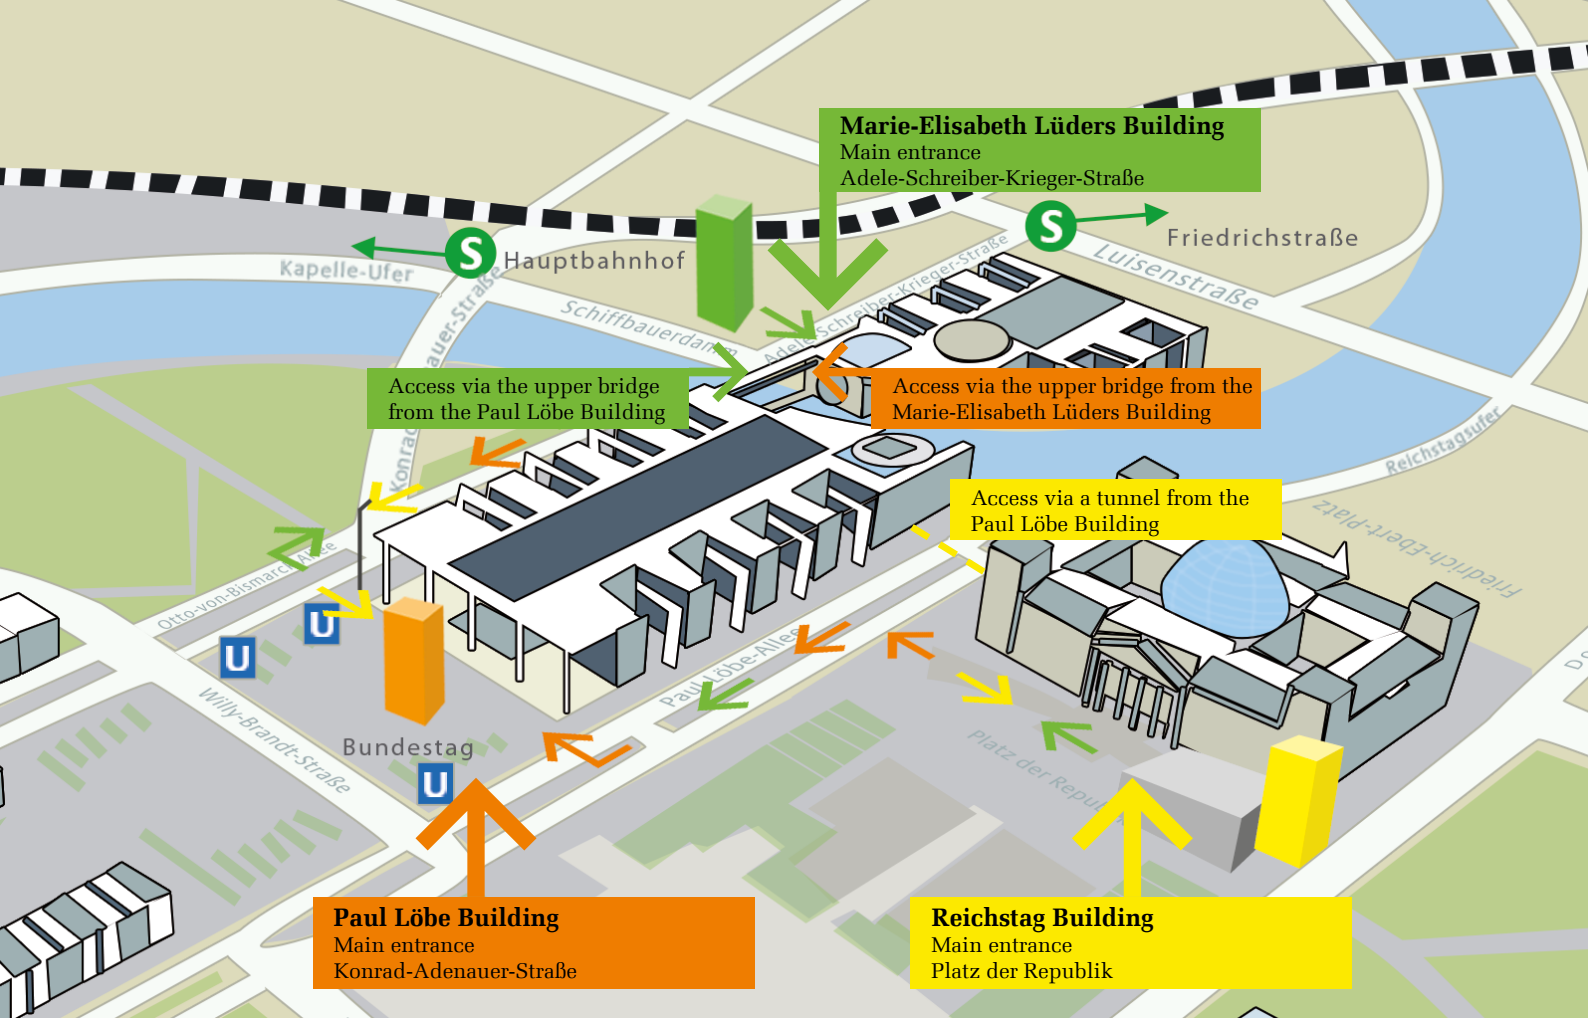 Marie-Elisabeth Lüders Building
Main entrance
Adele-Schreiber-Krieger-Straße
S
Friedrichstraße
S
Hauptbahnhof
Kapelle-Ufer
Luisenstraße
Schiffbauerdamm
Adele-Schreiber-Krieger-Straße
Access via the upper bridge
from the Paul Löbe Building
Access via the upper bridge from the
Marie-Elisabeth Lüders Building
Reichstagsufer
Access via a tunnel from the
Paul Löbe Building
Friedrich-Ebert-Platz
Otto-von-Bismarck-Allee
U
U
Paul-Löbe-Allee
Willy-Brandt-Straße
Bundestag
U
Platz der
Paul Löbe Building
Main entrance
Konrad-Adenauer-Straße
Reichstag Building
Main entrance
Platz der Republik